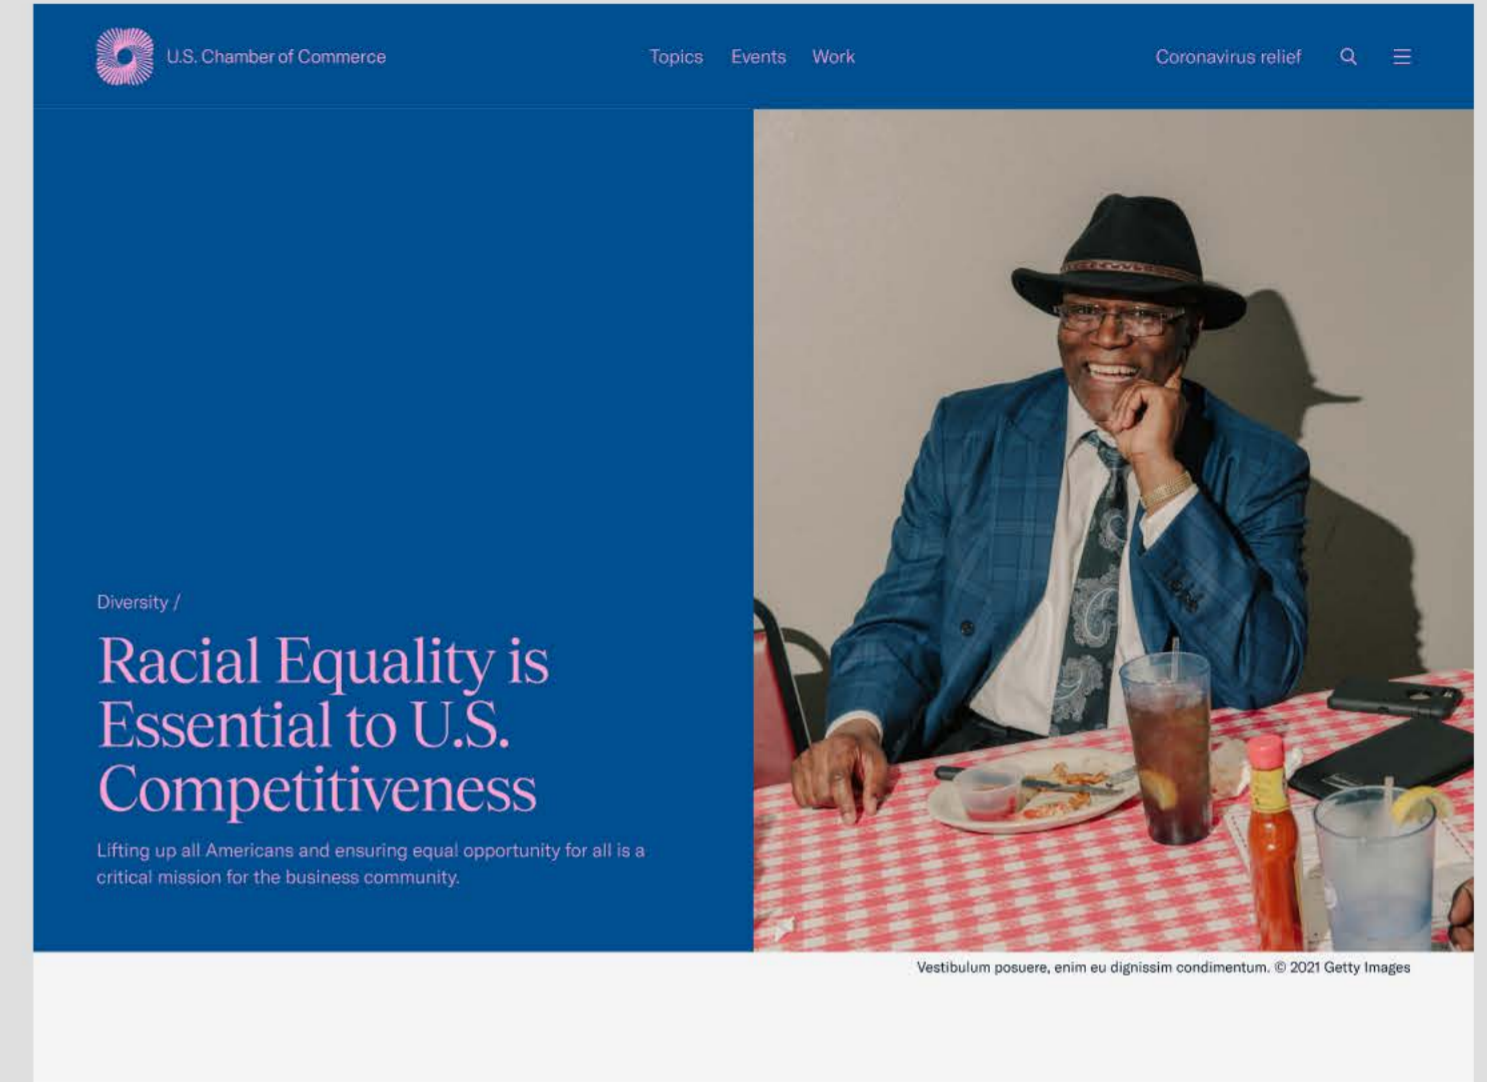 U.S. Chamber of Commerce
Topics Events Work
Coronavirus relief
Diversity /
Racial Equality is
Essential to U.S.
Competitiveness
Lifting up all Americans and ensuring equal opportunity for all is a
critical mission for the business community.
Vestibulum posuere, enim eu dignissim condimentum. © 2021 Getty Images